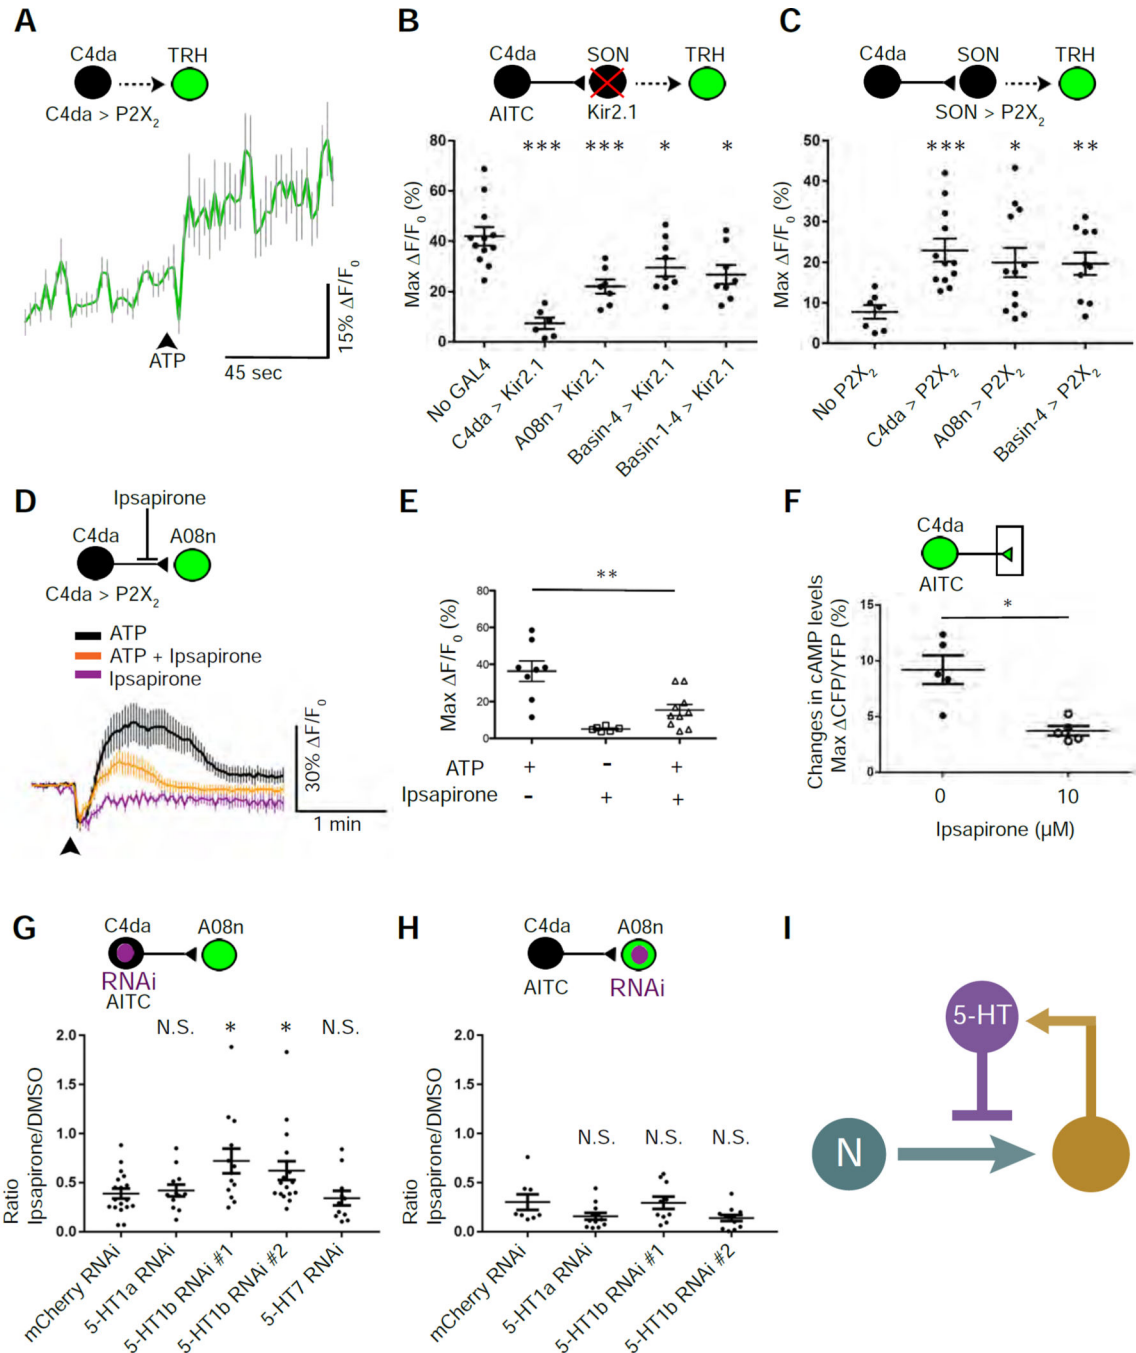 A
C4da
TRH
C4da > P2X₂
ATP
45 sec
15% ΔF/F₀
B
C4da
SON
TRH
AITC
Kir2.1
Max ΔF/F₀ (%)
80
60
40
20
0
*** *** * *
No GAL4
C4da > Kir2.1
A08n > Kir2.1
Basin-4 > Kir2.1
Basin-1-4 > Kir2.1
C
C4da
SON
TRH
SON > P2X₂
Max ΔF/F₀ (%)
50
40
30
20
10
0
*** * **
No P2X₂
C4da > P2X₂
A08n > P2X₂
Basin-4 > P2X₂
D
Ipsapirone
C4da
A08n
C4da > P2X₂
ATP
ATP + Ipsapirone
Ipsapirone
30% ΔF/F₀
1 min
E
Max ΔF/F₀ (%)
80
60
40
20
0
**
ATP + - +
Ipsapirone - + +
F
C4da
AITC
Changes in cAMP levels
Max ΔCFP/YFP (%)
15
10
5
0
*
0 10
Ipsapirone (µM)
G
C4da
A08n
RNAi
AITC
Ratio
Ipsapirone/DMSO
2.0
1.5
1.0
0.5
0.0
N.S. * * N.S.
mCherry RNAi
5-HT1a RNAi
5-HT1b RNAi #1
5-HT1b RNAi #2
5-HT7 RNAi
H
C4da
A08n
AITC
RNAi
Ratio
Ipsapirone/DMSO
2.0
1.5
1.0
0.5
0.0
N.S. N.S. N.S.
mCherry RNAi
5-HT1a RNAi
5-HT1b RNAi #1
5-HT1b RNAi #2
I
5-HT
N